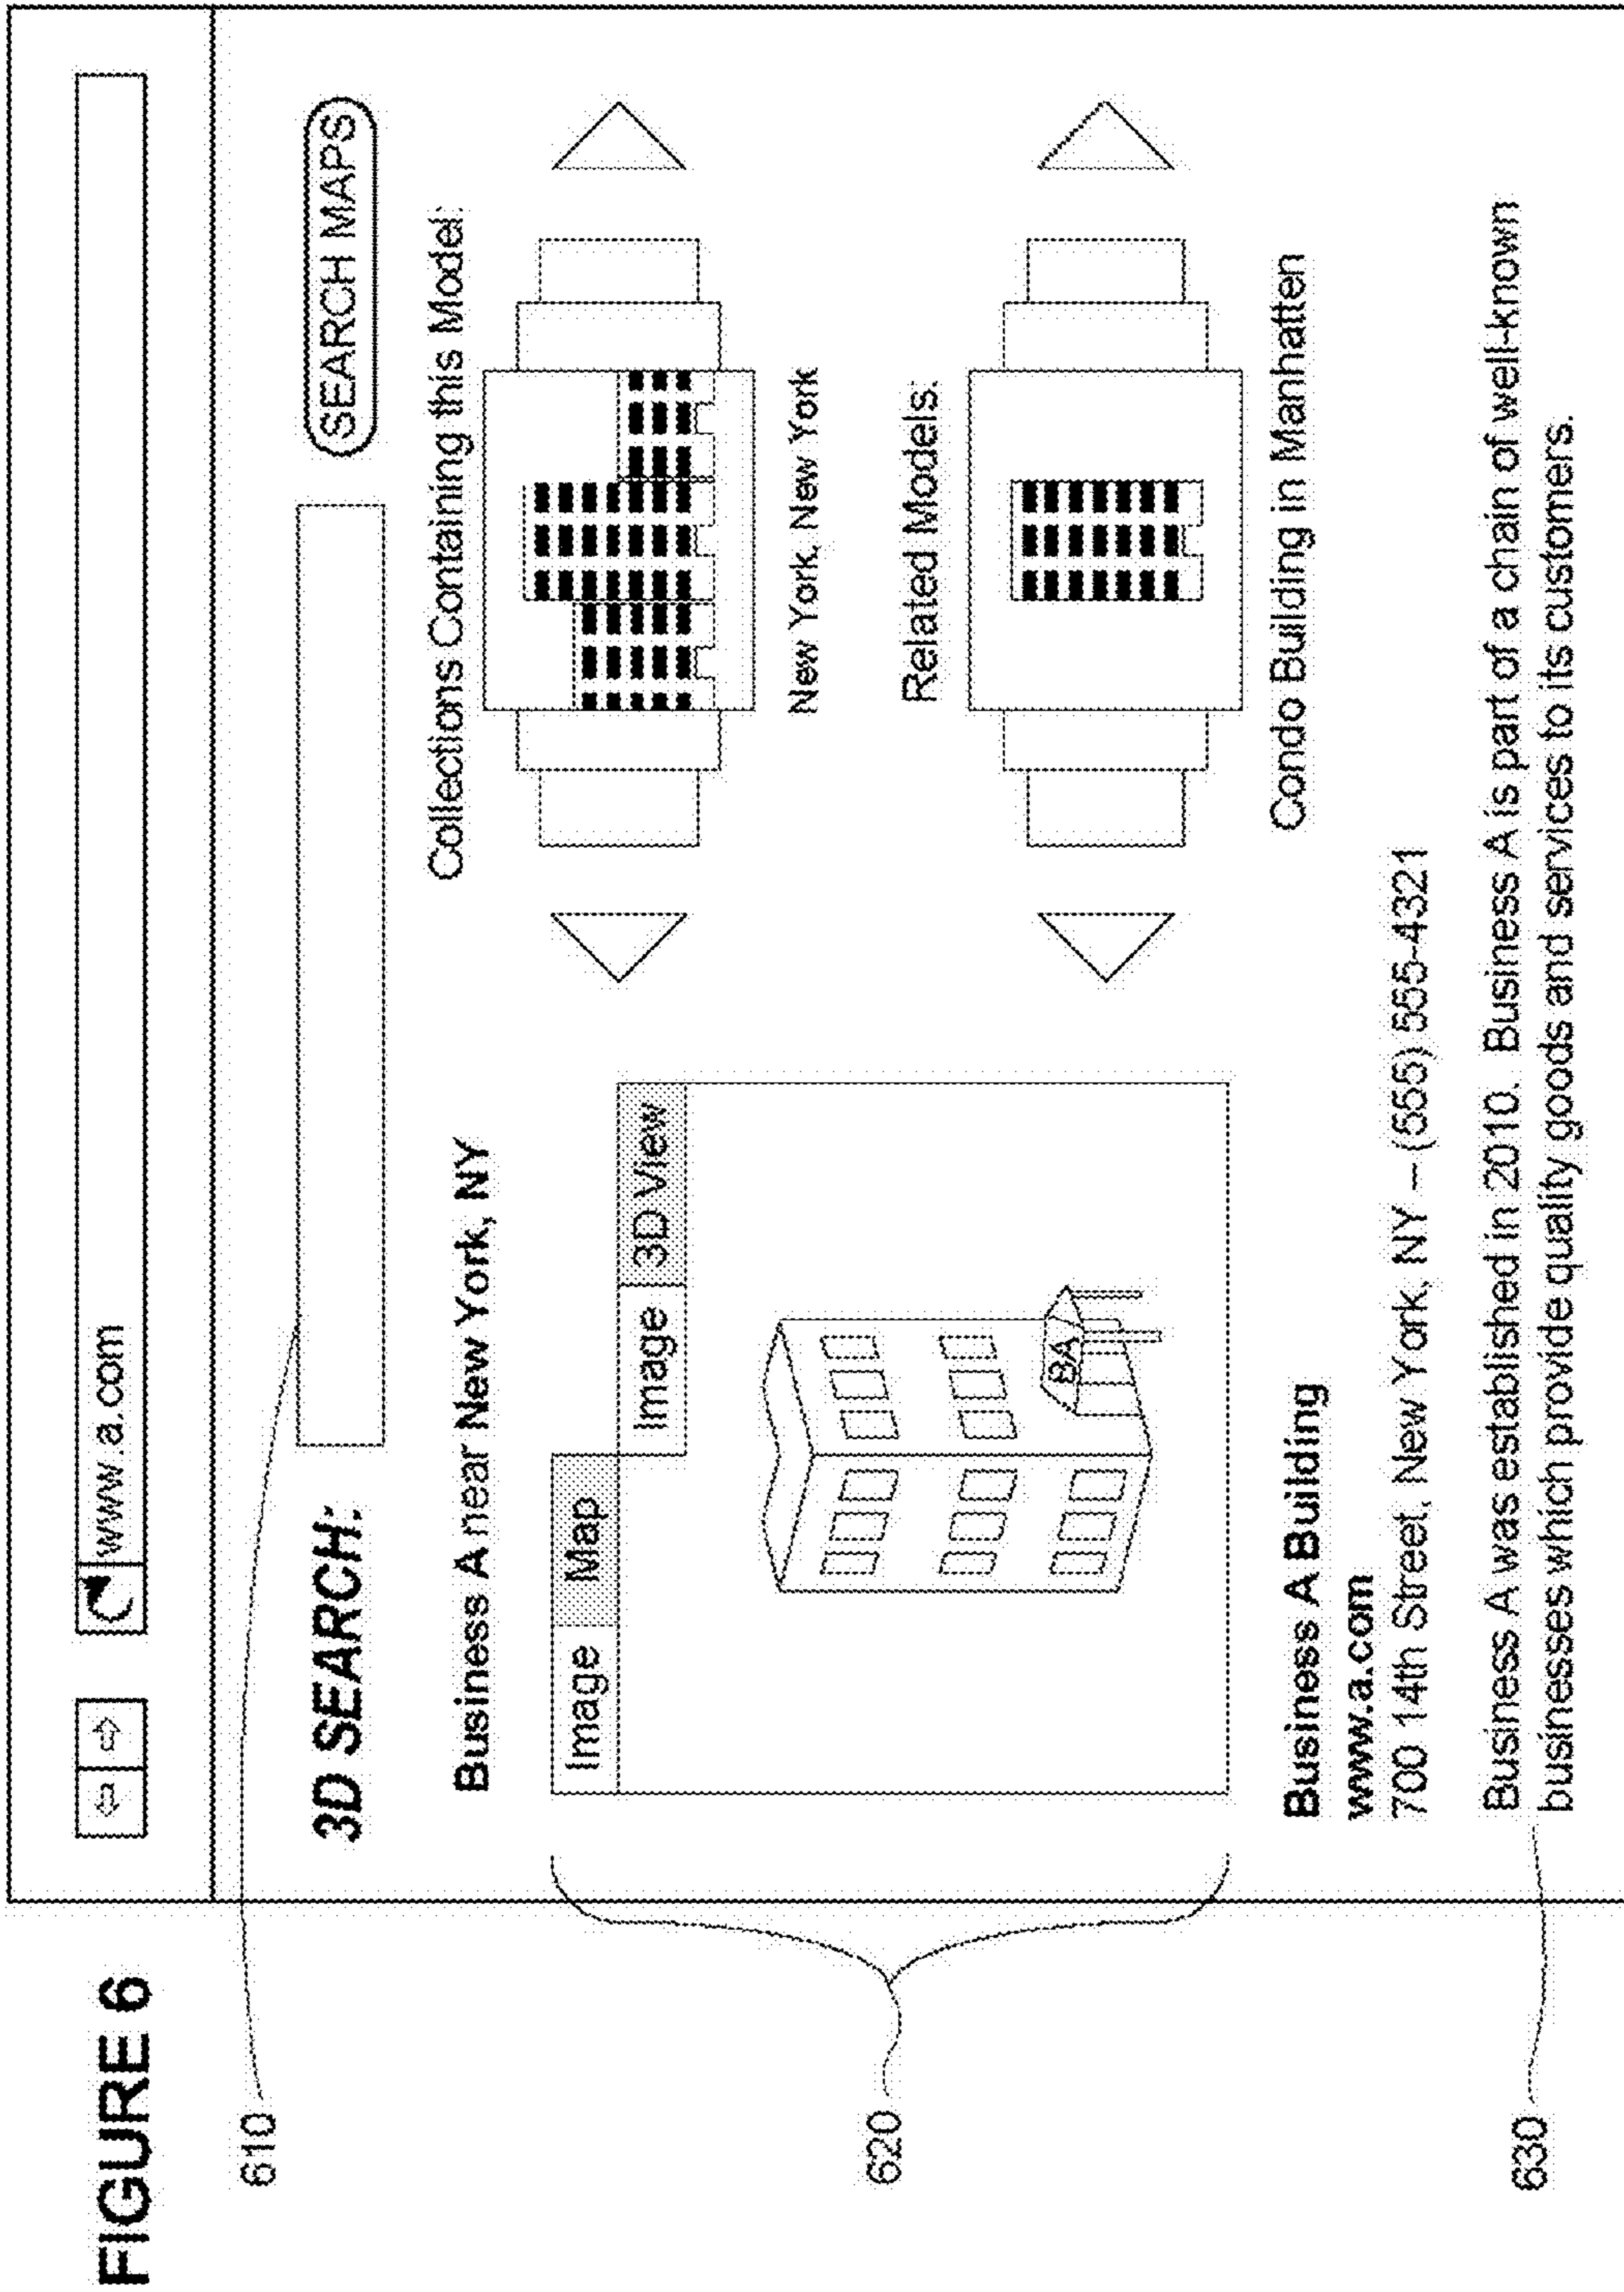 FIGURE 6
www.a.com
610
3D SEARCH:
SEARCH MAPS
Business A near New York, NY
Collections Containing this Model:
Image Map
Image 3D View
BA
New York, New York
620
Related Models:
Condo Building in Manhatten
Business A Building
www.a.com
700 14th Street, New York, NY – (555) 555-4321
Business A was established in 2010. Business A is part of a chain of well-known
businesses which provide quality goods and services to its customers.
630